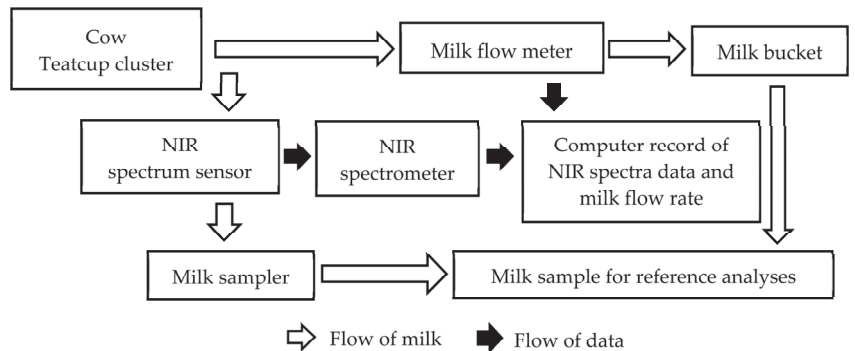 Cow
Teatcup cluster
Milk flow meter
Milk bucket
NIR
spectrum sensor
NIR
spectrometer
Computer record of
NIR spectra data and
milk flow rate
Milk sampler
Milk sample for reference analyses
Flow of milk
Flow of data